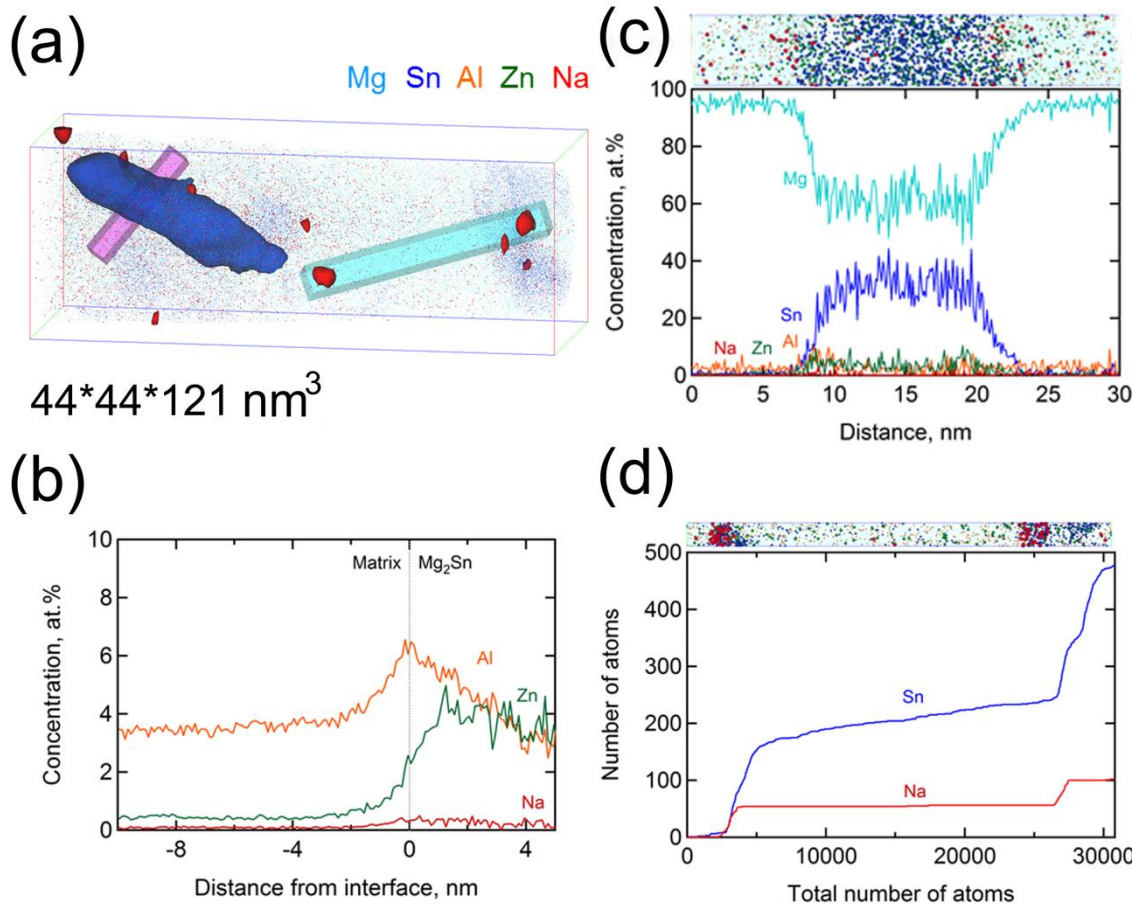 (a)
Mg Sn Al Zn Na
44*44*121 nm³
(b)
Concentration, at.%
10
8
6
4
2
0
Matrix Mg₂Sn
Al
Zn
Na
-8 -4 0 4
Distance from interface, nm
(c)
Concentration, at.%
100
80
60
40
20
0
Mg
Sn
Al
Na Zn
0 5 10 15 20 25 30
Distance, nm
(d)
Number of atoms
500
400
300
200
100
0
Sn
Na
0 10000 20000 30000
Total number of atoms